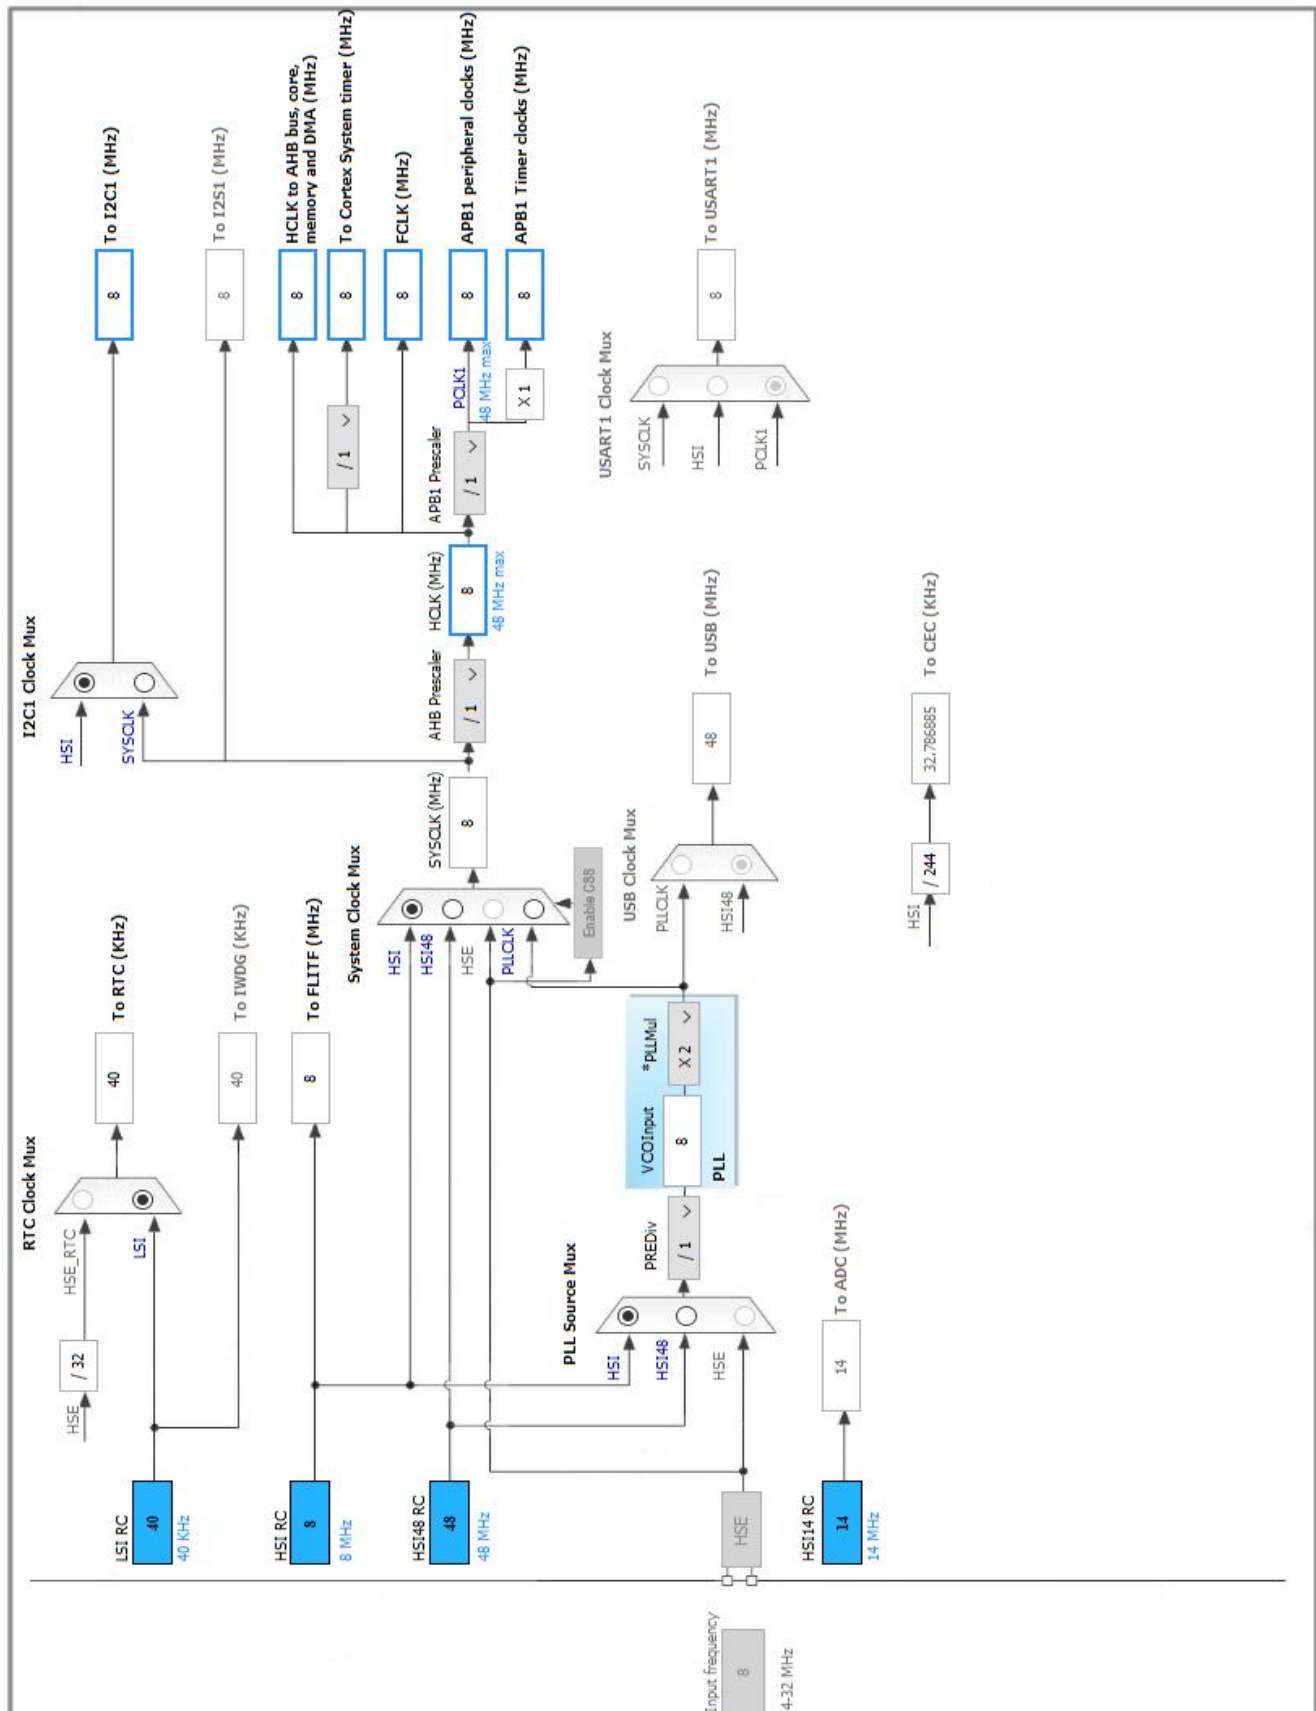 RTC Clock Mux
HSE
/ 32
HSE_RTC
LSI
40
To RTC (KHz)
LSI RC
40
40 KHz
40
To IWDG (KHz)
HSI RC
8
8 MHz
8
To FLITF (MHz)
HSI48 RC
48
48 MHz
Input frequency
8
4-32 MHz
HSE
HSI14 RC
14
14 MHz
14
To ADC (MHz)
PLL Source Mux
HSI
HSI48
HSE
PREDiv
/ 1
VCOInput
8
*PLLMul
X 2
PLL
System Clock Mux
HSI
HSI48
HSE
PLLCLK
Enable CSS
SYSCLK (MHz)
8
USB Clock Mux
PLLCLK
HSI48
48
To USB (MHz)
HSI
/ 244
32.786885
To CEC (KHz)
I2C1 Clock Mux
HSI
SYSCLK
8
To I2C1 (MHz)
8
To I2S1 (MHz)
AHB Prescaler
/ 1
HCLK (MHz)
8
48 MHz max
8
HCLK to AHB bus, core,
memory and DMA (MHz)
/ 1
8
To Cortex System timer (MHz)
8
FCLK (MHz)
APB1 Prescaler
/ 1
PCLK1
48 MHz max
8
APB1 peripheral clocks (MHz)
X 1
8
APB1 Timer clocks (MHz)
USART1 Clock Mux
SYSCLK
HSI
PCLK1
8
To USART1 (MHz)